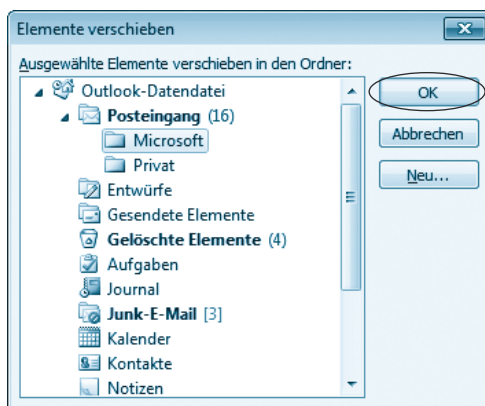 Elemente verschieben
Ausgewählte Elemente verschieben in den Ordner:
Outlook-Datendatei
Posteingang (16)
Microsoft
Privat
Entwürfe
Gesendete Elemente
Gelöschte Elemente (4)
Aufgaben
Journal
Junk-E-Mail [3]
Kalender
Kontakte
Notizen
OK
Abbrechen
Neu...